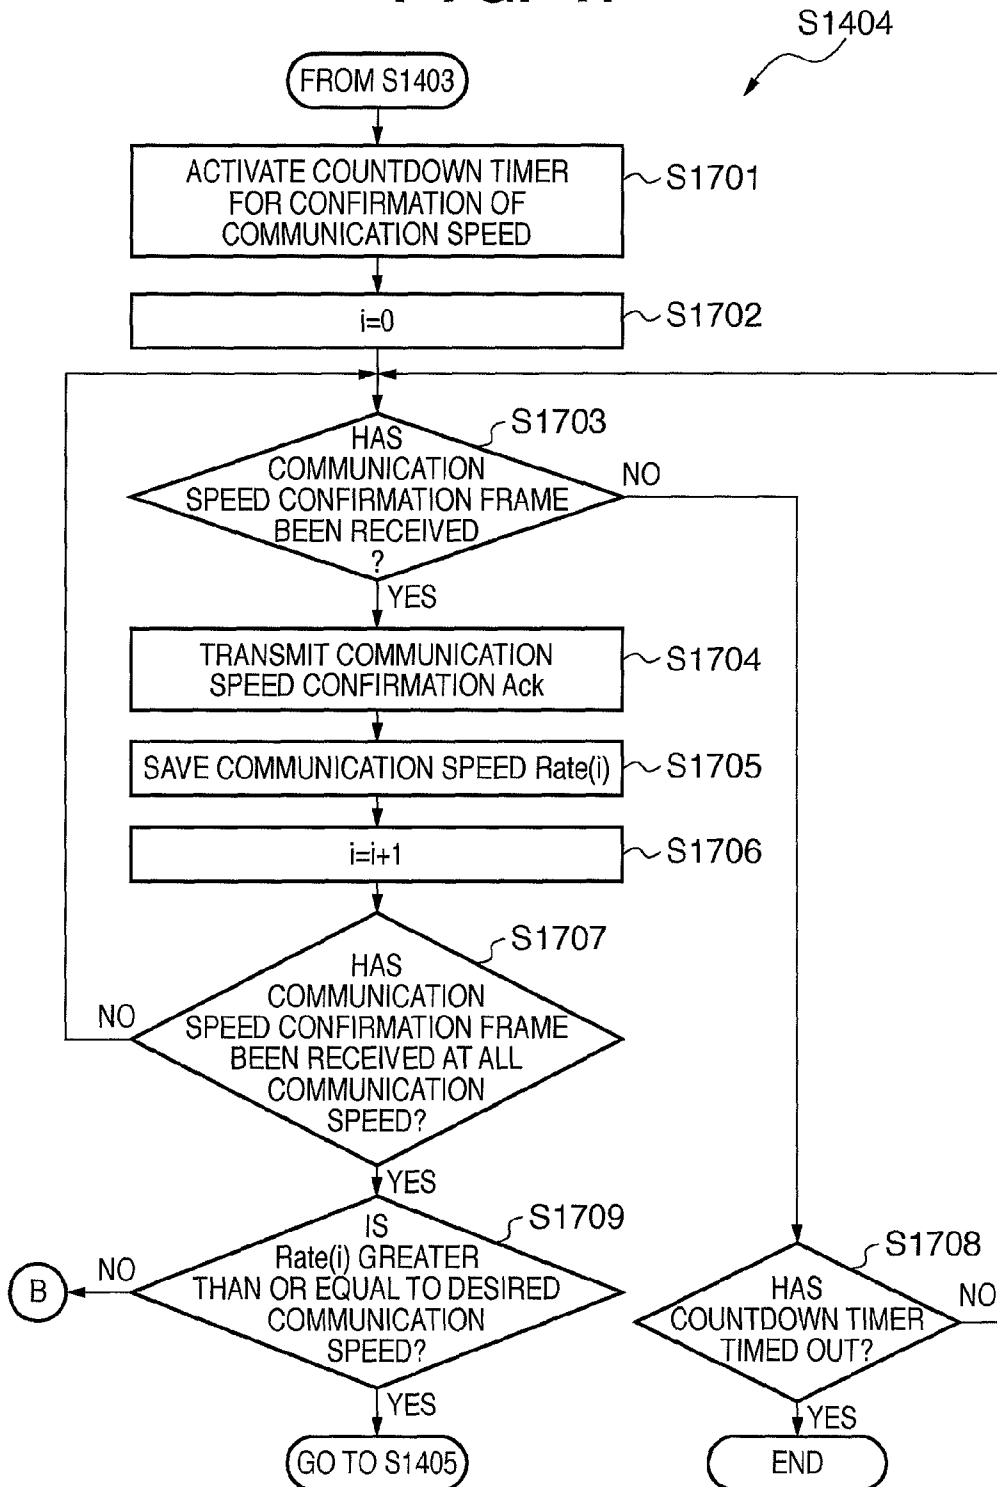 S1404
FROM S1403
ACTIVATE COUNTDOWN TIMER
FOR CONFIRMATION OF
COMMUNICATION SPEED
S1701
i=0
S1702
HAS
COMMUNICATION
SPEED CONFIRMATION FRAME
BEEN RECEIVED
?
S1703
NO
YES
TRANSMIT COMMUNICATION
SPEED CONFIRMATION Ack
S1704
SAVE COMMUNICATION SPEED Rate(i)
S1705
i=i+1
S1706
HAS
COMMUNICATION
SPEED CONFIRMATION FRAME
BEEN RECEIVED AT ALL
COMMUNICATION
SPEED?
S1707
NO
YES
IS
Rate(i) GREATER
THAN OR EQUAL TO DESIRED
COMMUNICATION
SPEED?
S1709
NO
B
YES
GO TO S1405
HAS
COUNTDOWN TIMER
TIMED OUT?
S1708
NO
YES
END